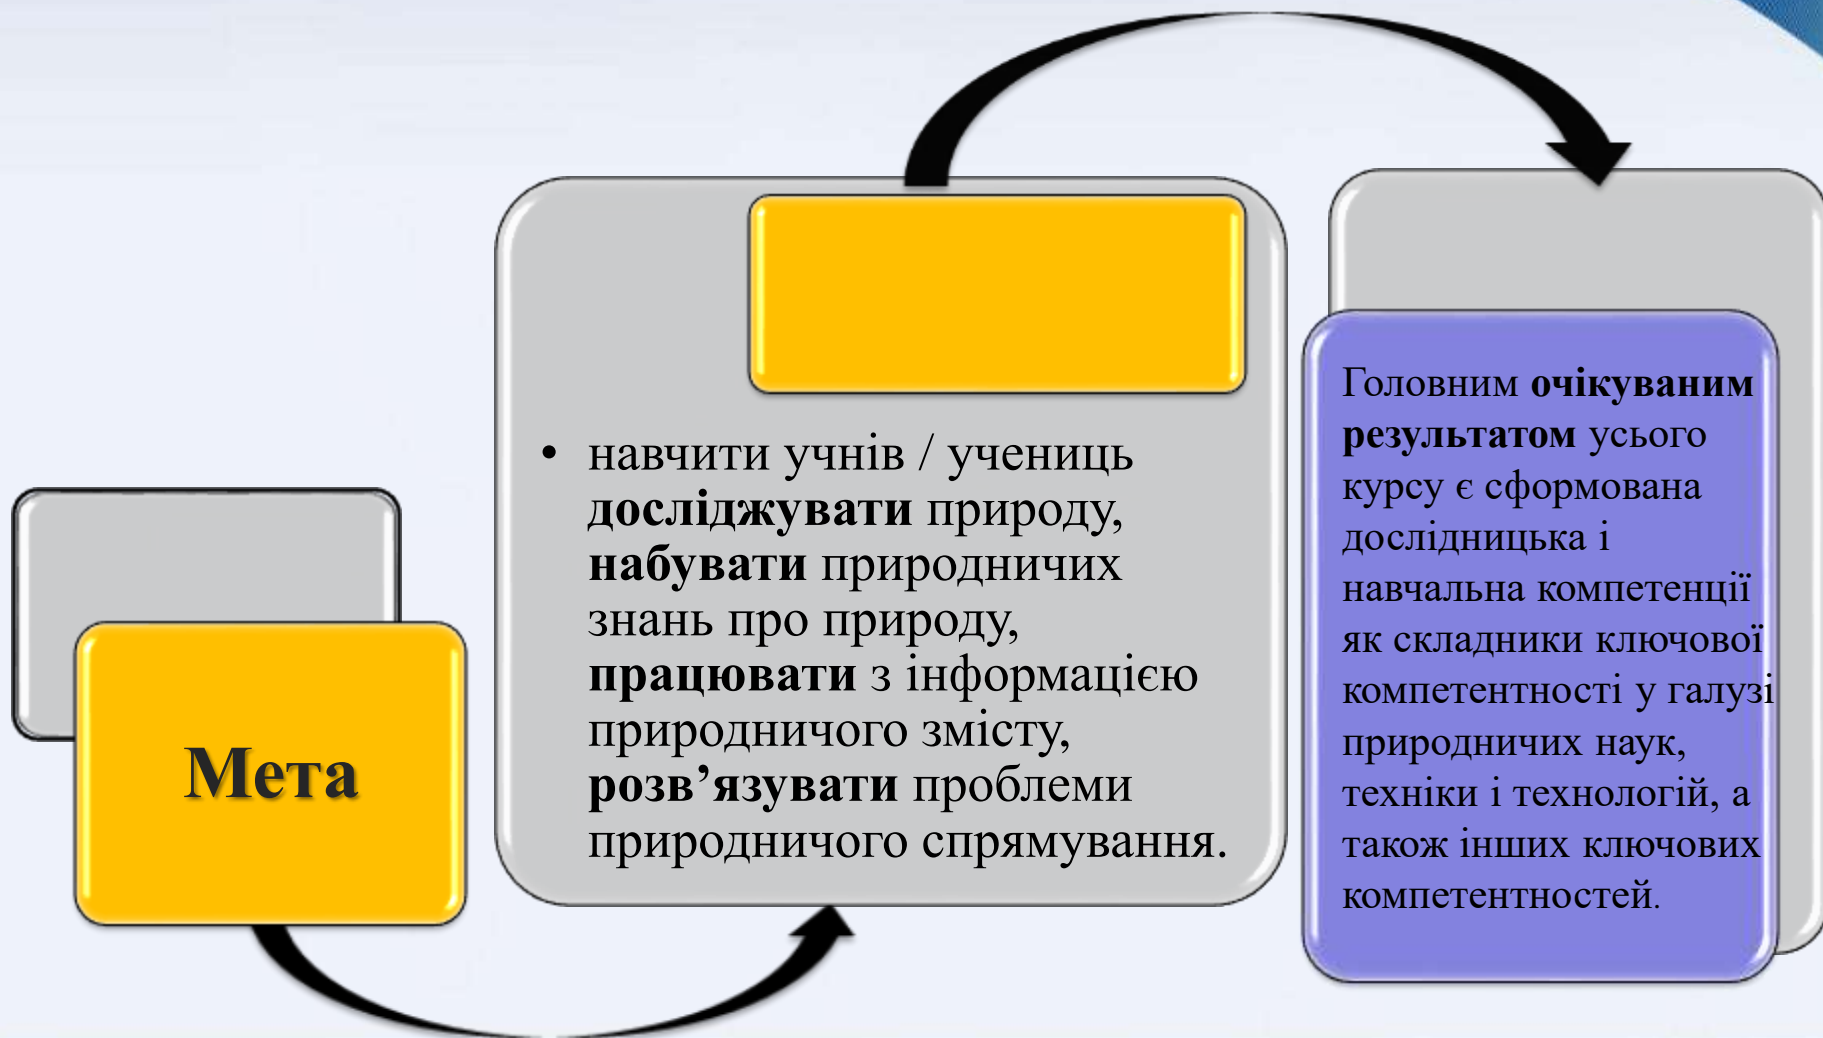 Мета
• навчити учнів / учениць
досліджувати природу,
набувати природничих
знань про природу,
працювати з інформацією
природничого змісту,
розв’язувати проблеми
природничого спрямування.
Головним очікуваним
результатом усього
курсу є сформована
дослідницька і
навчальна компетенції
як складники ключової
компетентності у галузі
природничих наук,
техніки і технологій, а
також інших ключових
компетентностей.